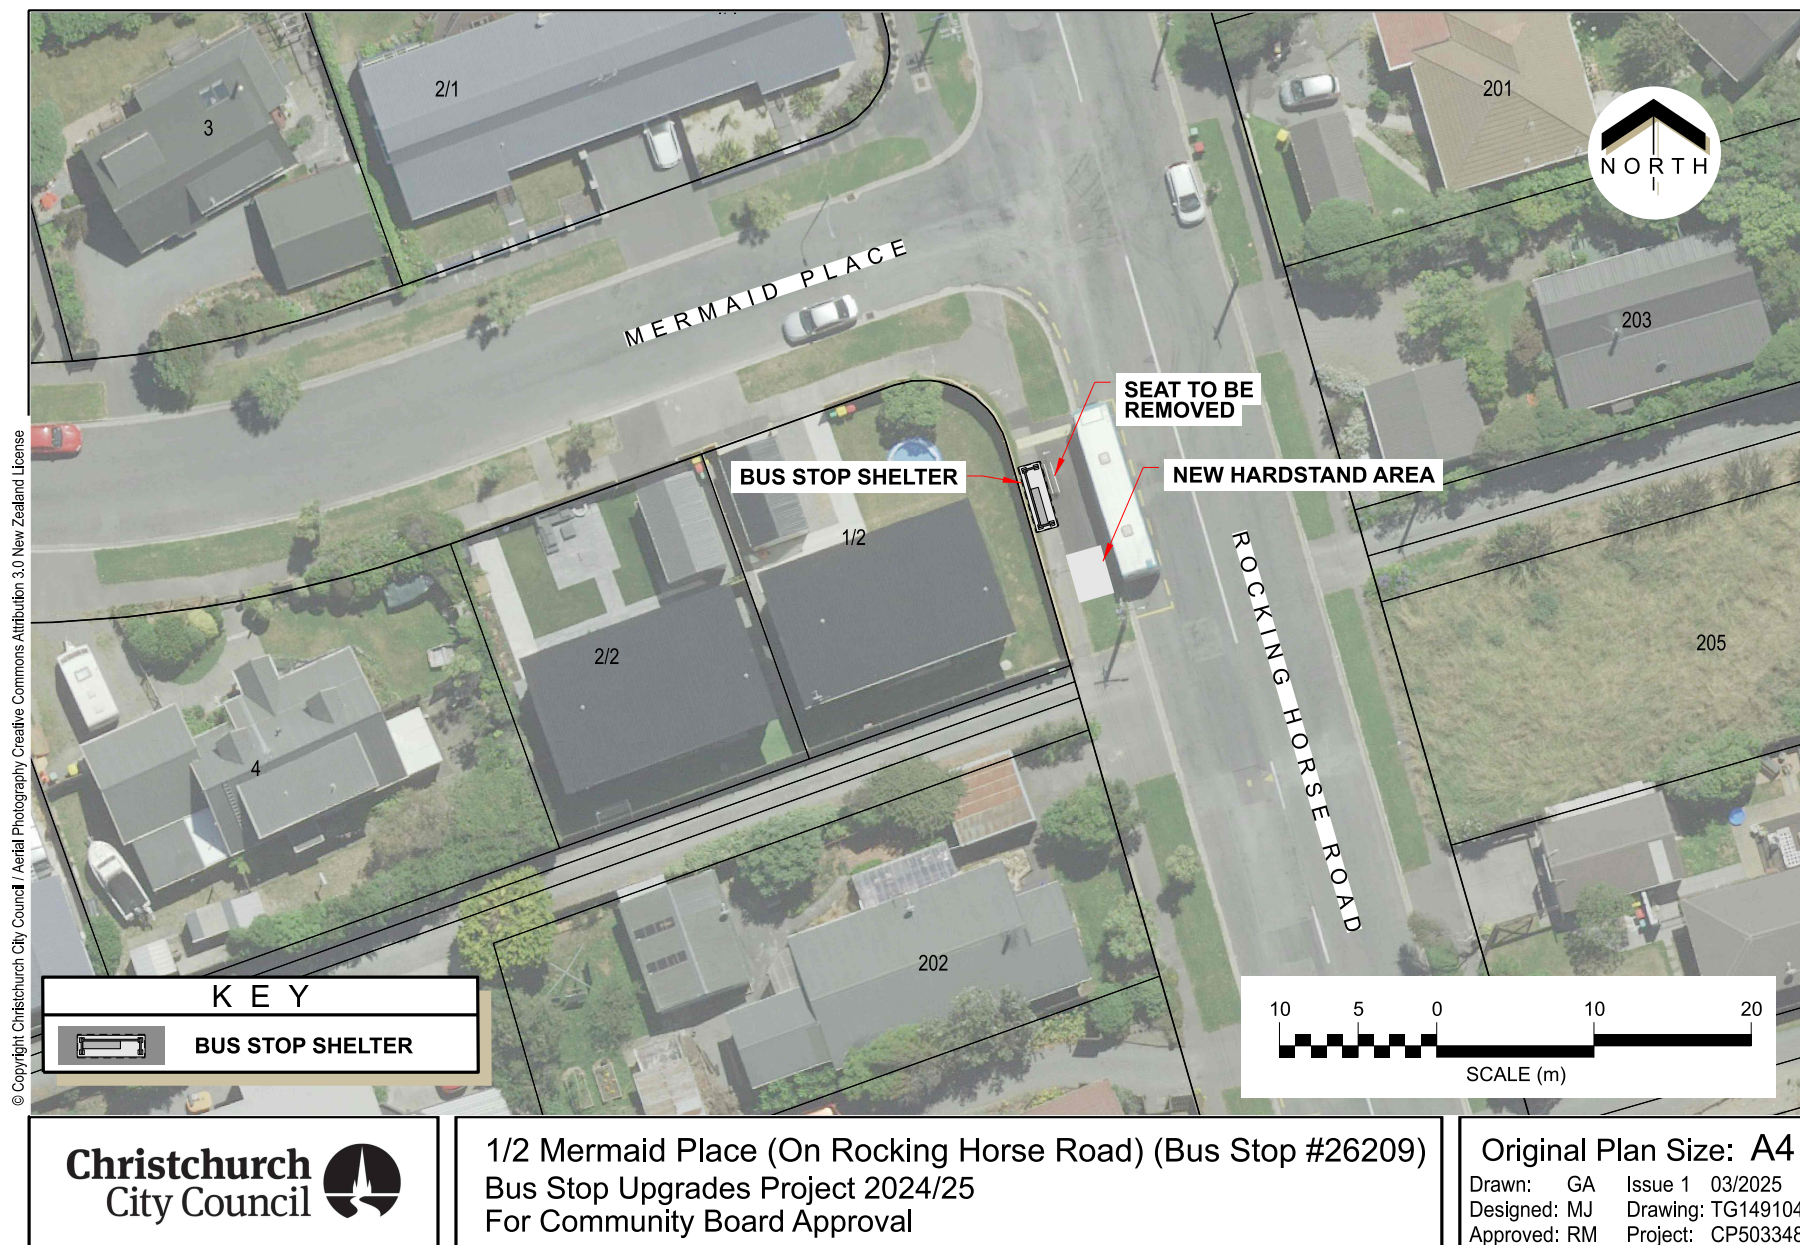 2/1
3
201
NORTH
MERMAID PLACE
203
SEAT TO BE
REMOVED
BUS STOP SHELTER
NEW HARDSTAND AREA
1/2
ROCKING HORSE ROAD
2/2
205
4
202
© Copyright Christchurch City Council / Aerial Photography Creative Commons Attribution 3.0 New Zealand License
KEY
BUS STOP SHELTER
10 5 0 10 20
SCALE (m)
Christchurch
City Council
1/2 Mermaid Place (On Rocking Horse Road) (Bus Stop #26209)
Bus Stop Upgrades Project 2024/25
For Community Board Approval
Original Plan Size: A4
Drawn: GA Issue 1 03/2025
Designed: MJ Drawing: TG149104
Approved: RM Project: CP503348